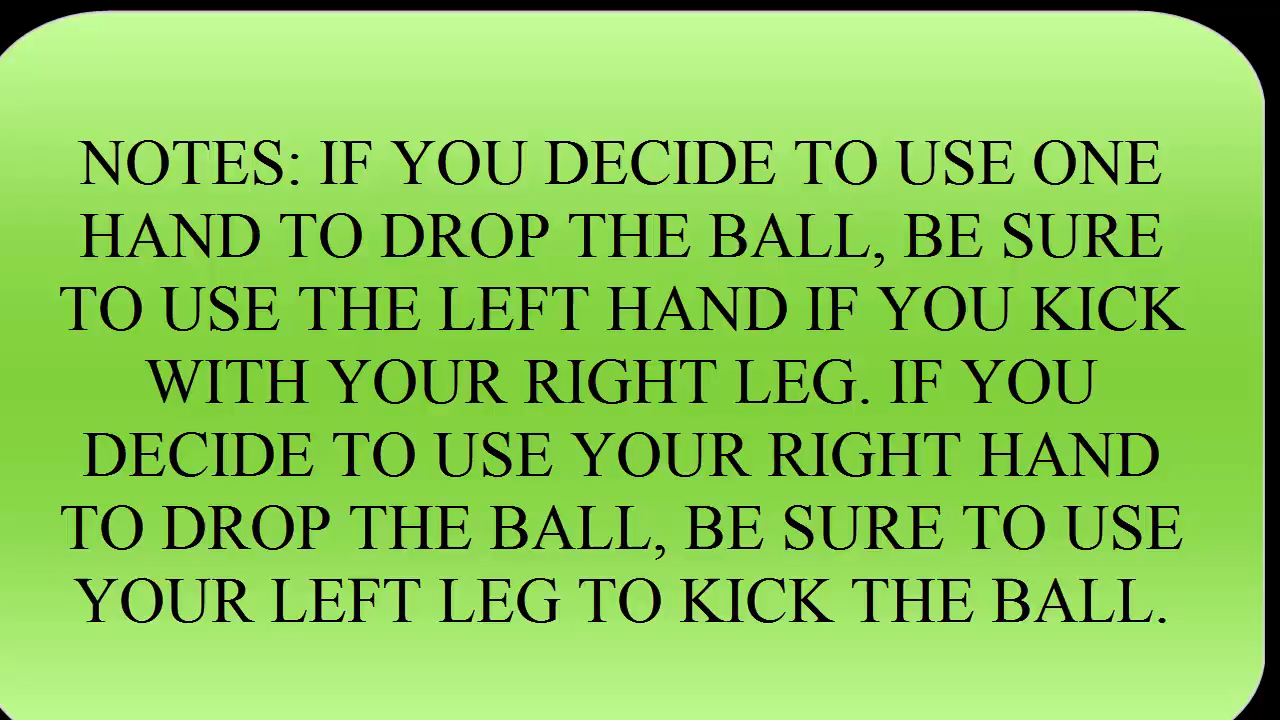 NOTES: IF YOU DECIDE TO USE ONE
HAND TO DROP THE BALL, BE SURE
TO USE THE LEFT HAND IF YOU KICK
WITH YOUR RIGHT LEG. IF YOU
DECIDE TO USE YOUR RIGHT HAND
TO DROP THE BALL, BE SURE TO USE
YOUR LEFT LEG TO KICK THE BALL.